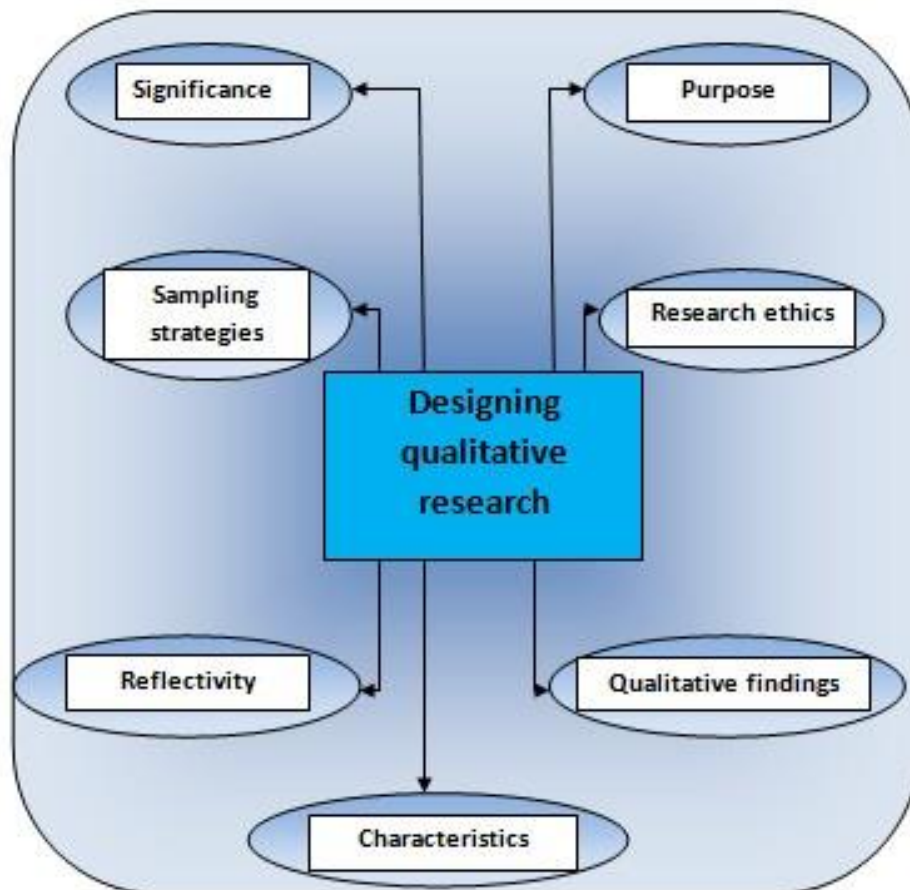 Significance
Purpose
Sampling
strategies
Research ethics
Designing
qualitative
research
Reflectivity
Qualitative findings
Characteristics